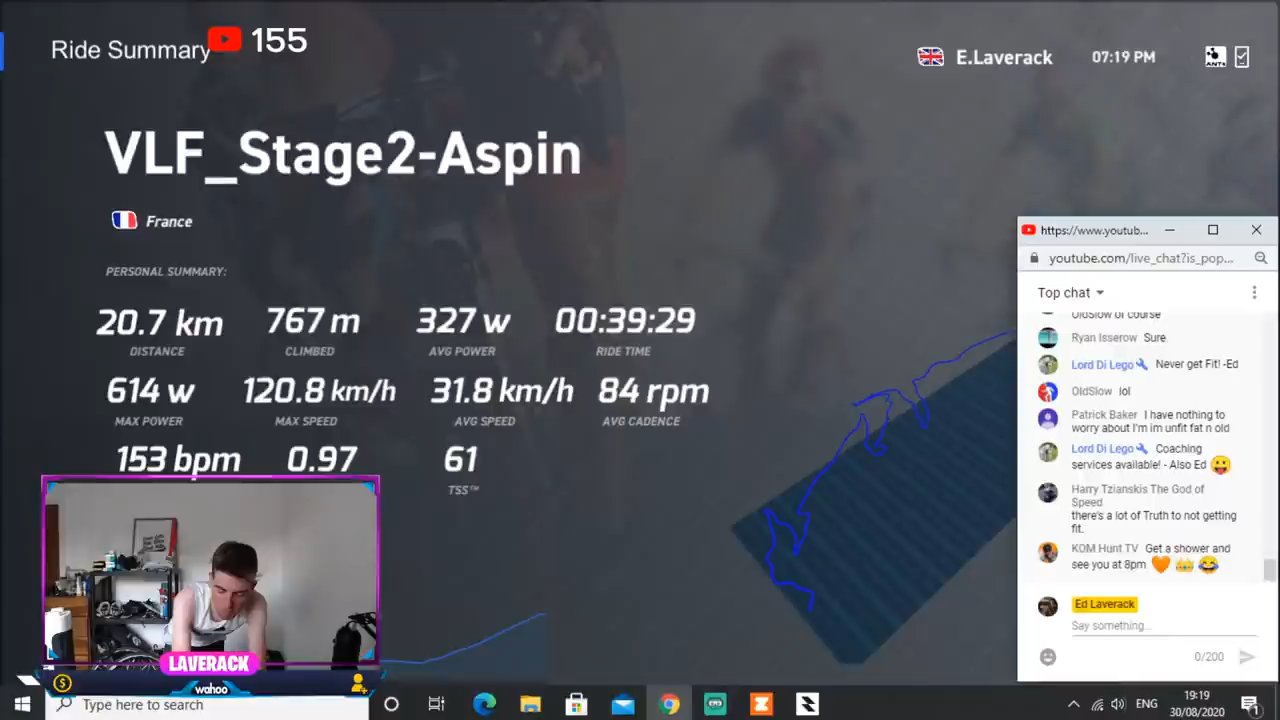 Ride Summary
155
E.Laverack
07:19 PM
ANT+
VLF_Stage2-Aspin
France
PERSONAL SUMMARY:
20.7 km
767 m
327 w
00:39:29
DISTANCE
CLIMBED
AVG POWER
RIDE TIME
614 w
120.8 km/h
31.8 km/h
84 rpm
MAX POWER
MAX SPEED
AVG SPEED
AVG CADENCE
153 bpm
0.97
61
TSS™
LAVERACK
wahoo
https://www.youtub...
youtube.com/live_chat?is_pop...
Top chat
OldSlow of course
Ryan Isserow Sure
Lord Di Lego Never get Fit! -Ed
OldSlow lol
Patrick Baker I have nothing to
worry about I'm im unfit fat n old
Lord Di Lego Coaching
services available! - Also Ed 😛
Harry Tzianskis The God of
Speed
there's a lot of Truth to not getting
fit.
KOM Hunt TV Get a shower and
see you at 8pm 🧡 👑 😂
Ed Laverack
Say something...
0/200
Type here to search
ENG
19:19
30/08/2020
1